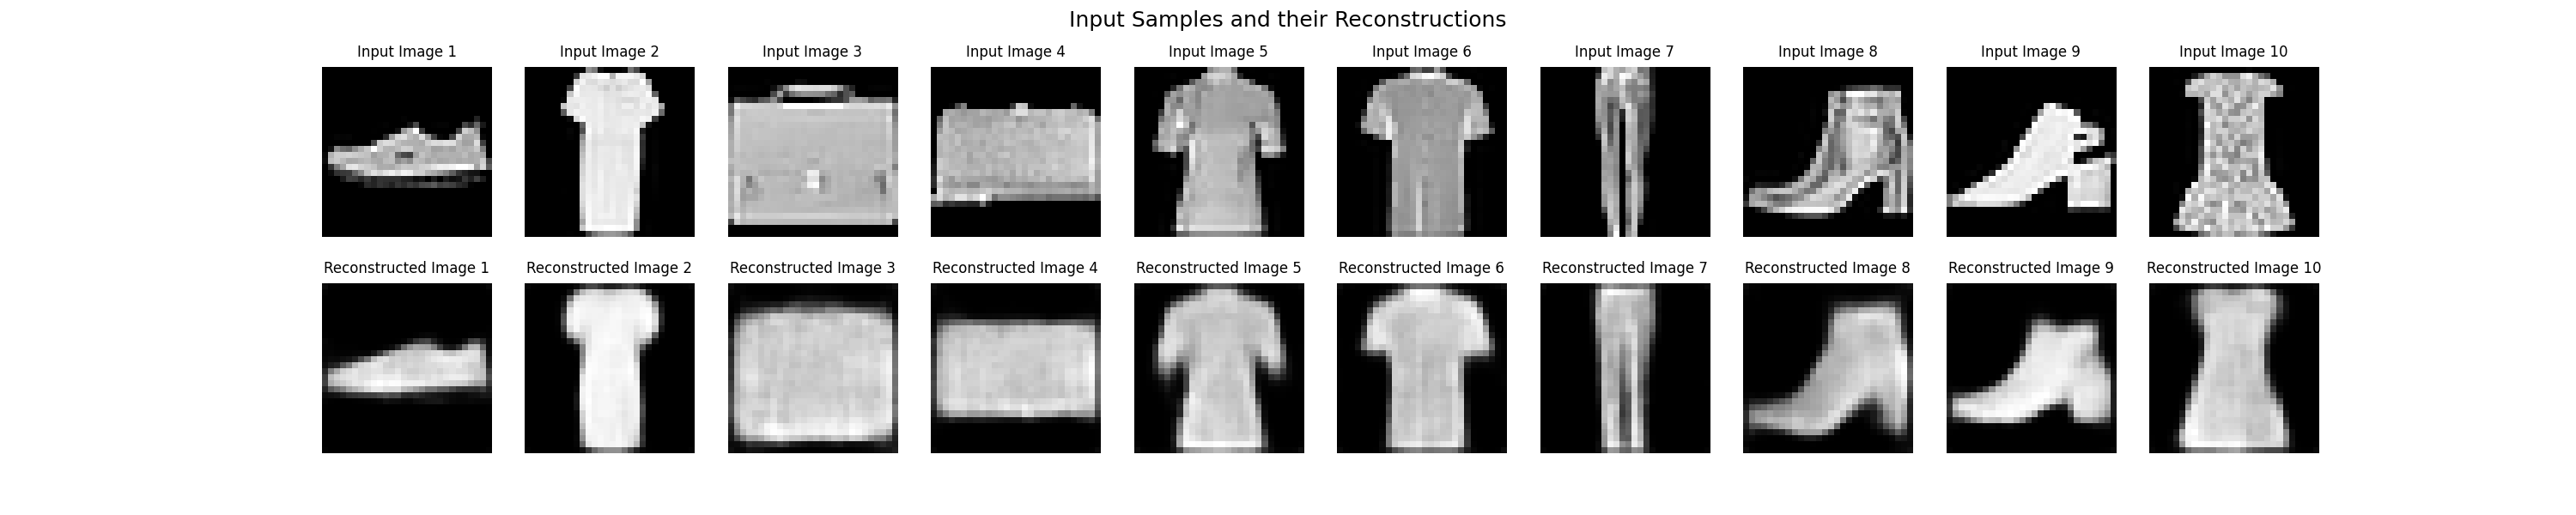 Input Samples and their Reconstructions
Input Image 1 Input Image 2 Input Image 3 Input Image 4 Input Image 5 Input Image 6 Input Image 7 Input Image 8 Input Image 9 Input Image 10
Reconstructed Image 1 Reconstructed Image 2 Reconstructed Image 3 Reconstructed Image 4 Reconstructed Image 5 Reconstructed Image 6 Reconstructed Image 7 Reconstructed Image 8 Reconstructed Image 9 Reconstructed Image 10